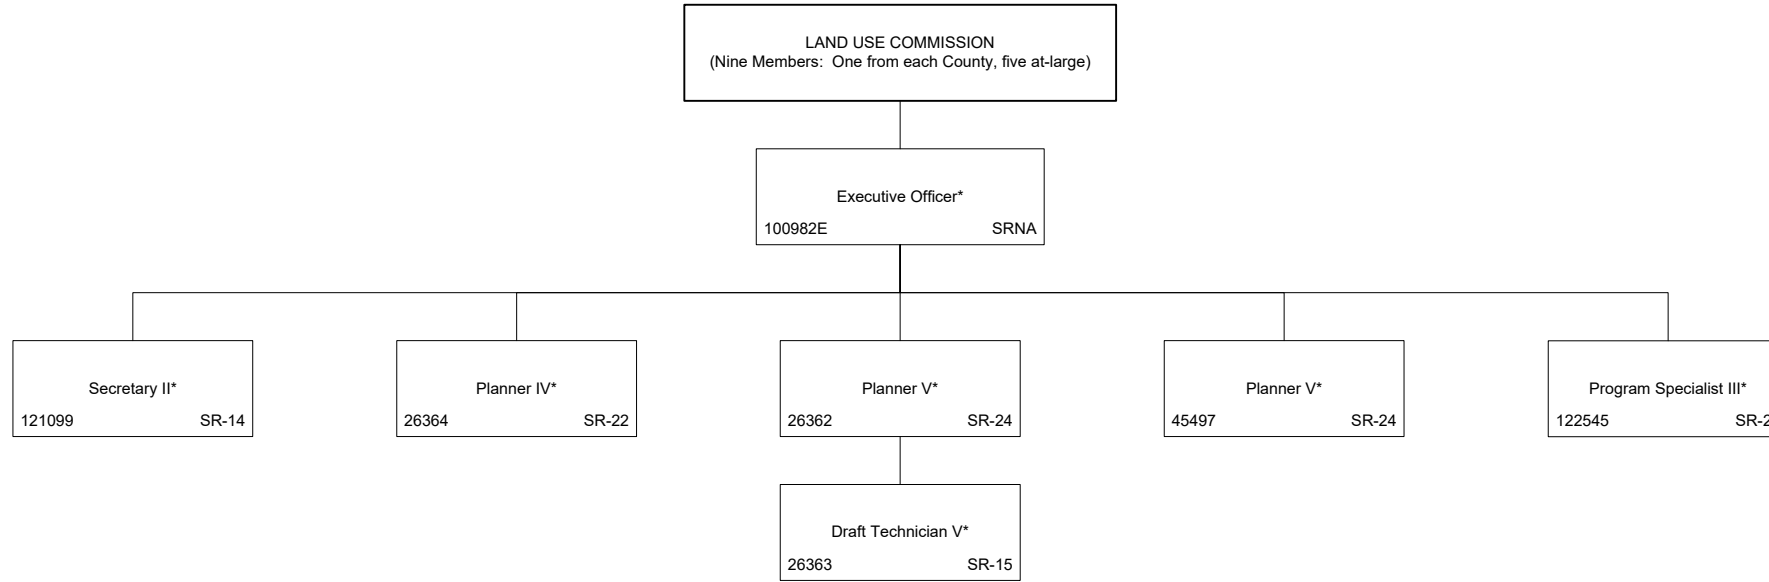 LAND USE COMMISSION
(Nine Members: One from each County, five at-large)
Executive Officer*
100982E SRNA
Secretary II*
121099 SR-14
Planner IV*
26364 SR-22
Planner V*
26362 SR-24
Planner V*
45497 SR-24
Program Specialist III*
122545
Draft Technician V*
26363 SR-15